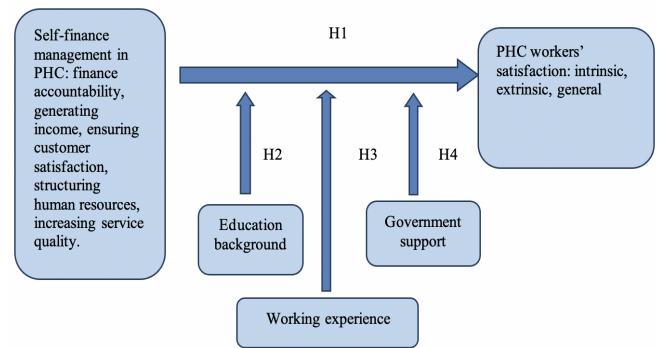 Self-finance
management in
PHC: finance
accountability,
generating
income, ensuring
customer
satisfaction,
structuring
human resources,
increasing service
quality.
H1
PHC workers'
satisfaction: intrinsic,
extrinsic, general
H2
H3
H4
Education
background
Government
support
Working experience